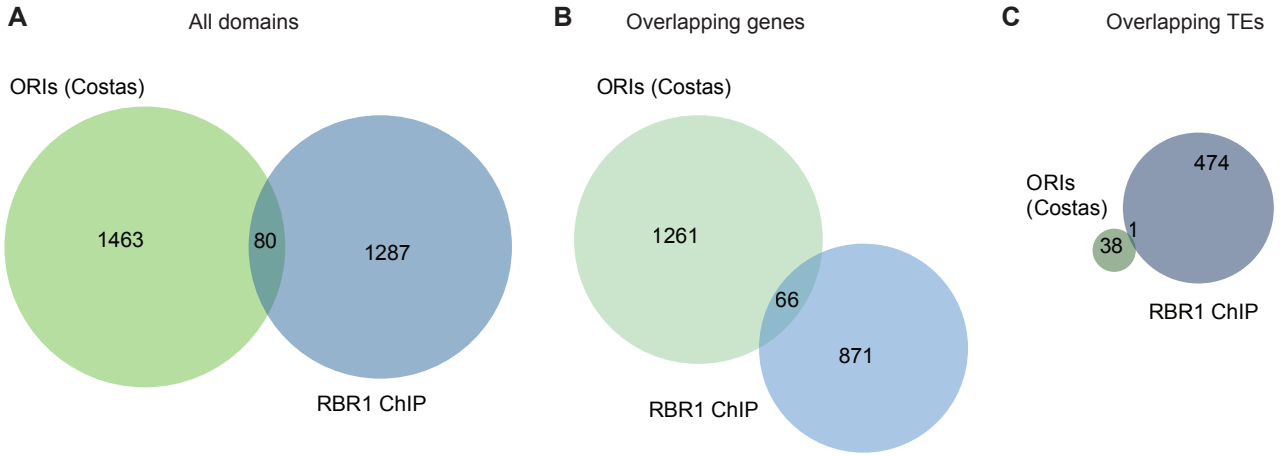 A
All domains
ORIs (Costas)
1463
80
1287
RBR1 ChIP
B
Overlapping genes
ORIs (Costas)
1261
66
871
RBR1 ChIP
C
Overlapping TEs
474
ORIs
(Costas)
1
38
RBR1 ChIP